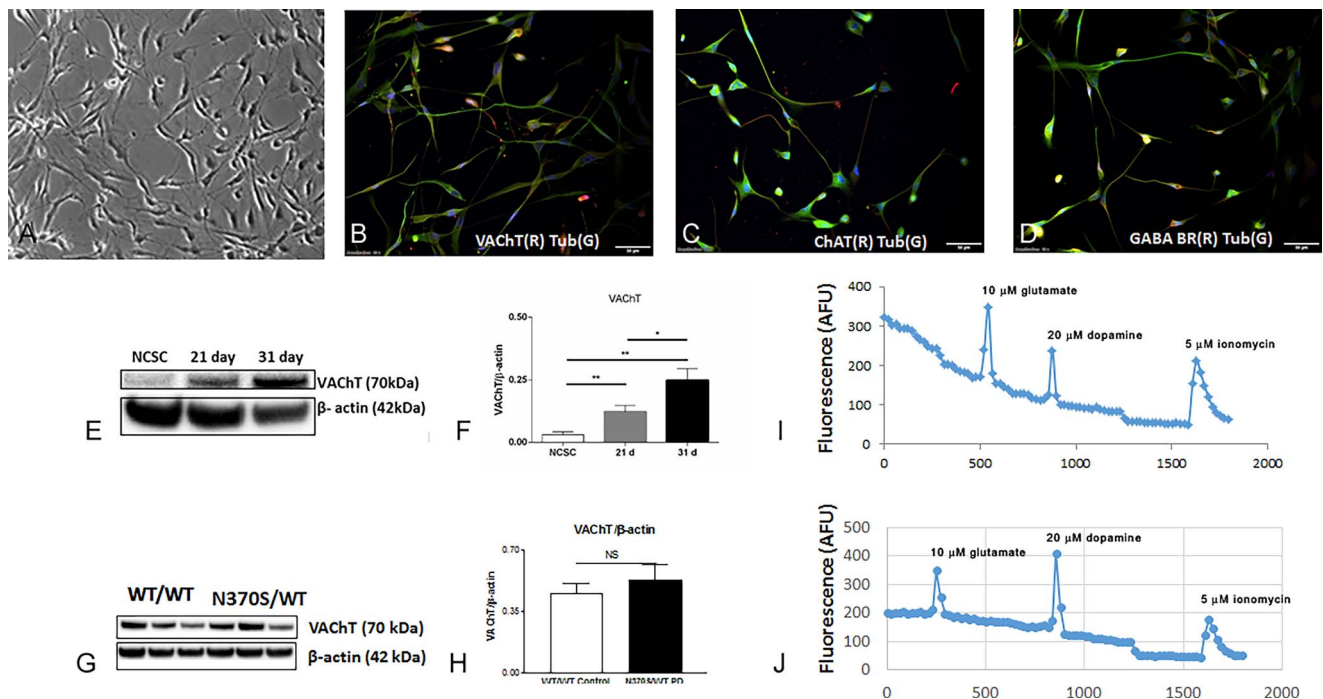 A
B
VAChT(R) Tub(G)
C
ChAT(R) Tub(G)
D
GABA BR(R) Tub(G)
E
NCSC 21 day 31 day
VAChT (70kDa)
β- actin (42kDa)
F
VAChT
VAChT/β-actin
0.50
0.25
0.00
**
**
*
NCSC 21 d 31 d
I
Fluorescence (AFU)
400
300
200
100
0
10 μM glutamate
20 μM dopamine
5 μM ionomycin
0 500 1000 1500 2000
G
WT/WT N370S/WT
VAChT (70 kDa)
β-actin (42 kDa)
H
VAChT/β-actin
VAChT/β-actin
0.70
0.35
0.00
NS
WT/WT Control N370S/WT PD
J
Fluorescence (AFU)
500
400
300
200
100
0
10 μM glutamate
20 μM dopamine
5 μM ionomycin
0 500 1000 1500 2000